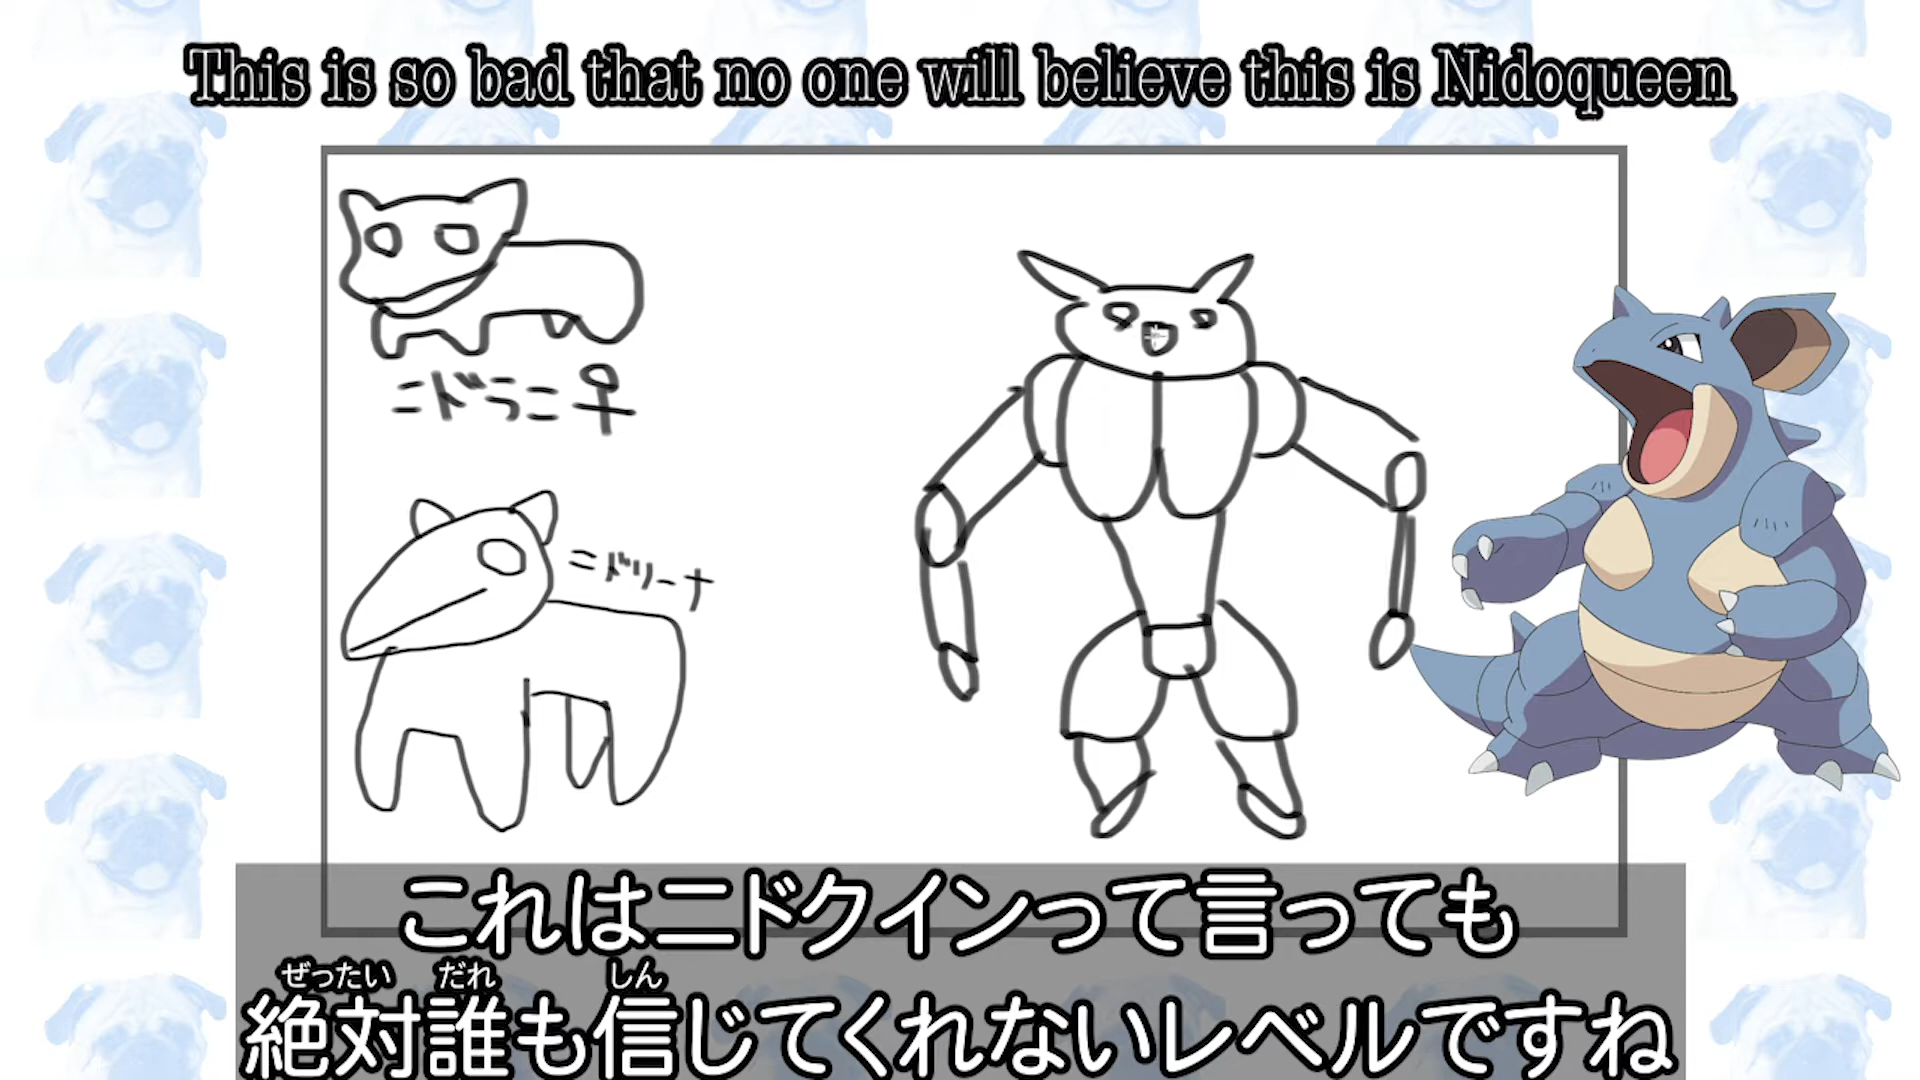 This is so bad that no one will believe this is Nidoqueen
ニドラニ♀
ニドリーナ
これはニドクインって言っても
ぜったい だれ しん
絶対誰も信じてくれないレベルですね